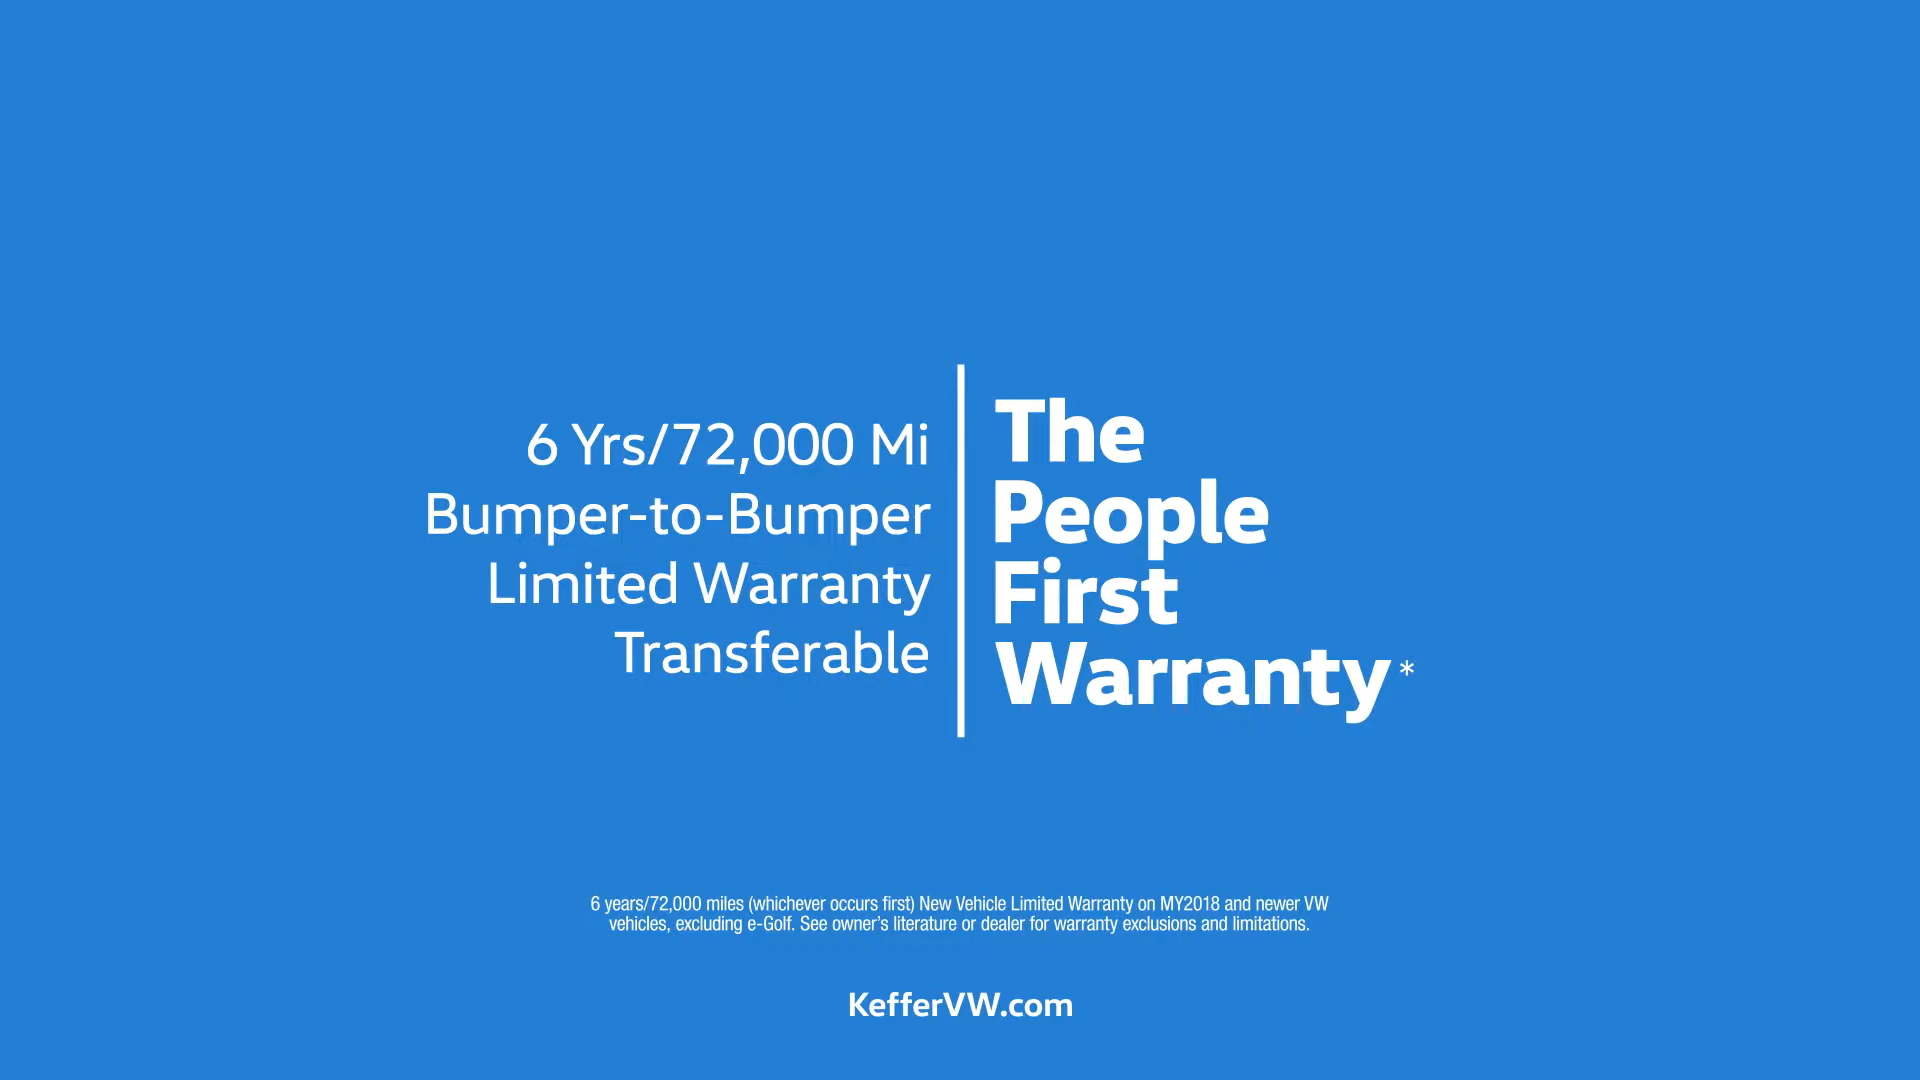 6 Yrs/72,000 Mi
Bumper-to-Bumper
Limited Warranty
Transferable
The
People
First
Warranty*
6 years/72,000 miles (whichever occurs first) New Vehicle Limited Warranty on MY2018 and newer VW
vehicles, excluding e-Golf. See owner’s literature or dealer for warranty exclusions and limitations.
KefferVW.com